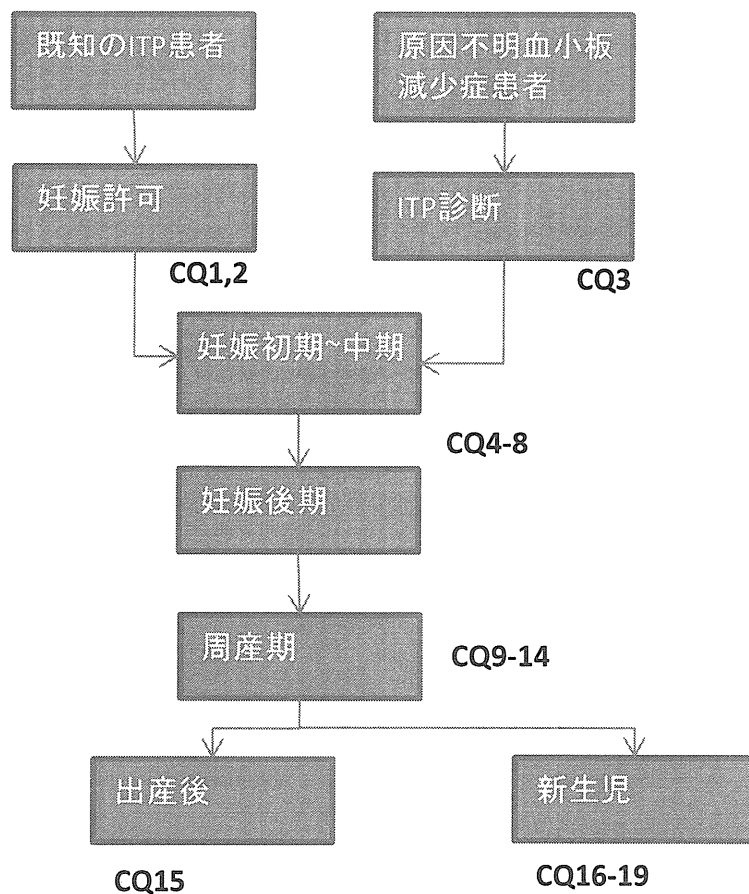 既知のITP患者
原因不明血小板
減少症患者
妊娠許可
ITP診断
CQ1,2
CQ3
妊娠初期~中期
CQ4-8
妊娠後期
周産期
CQ9-14
出産後
新生児
CQ15
CQ16-19